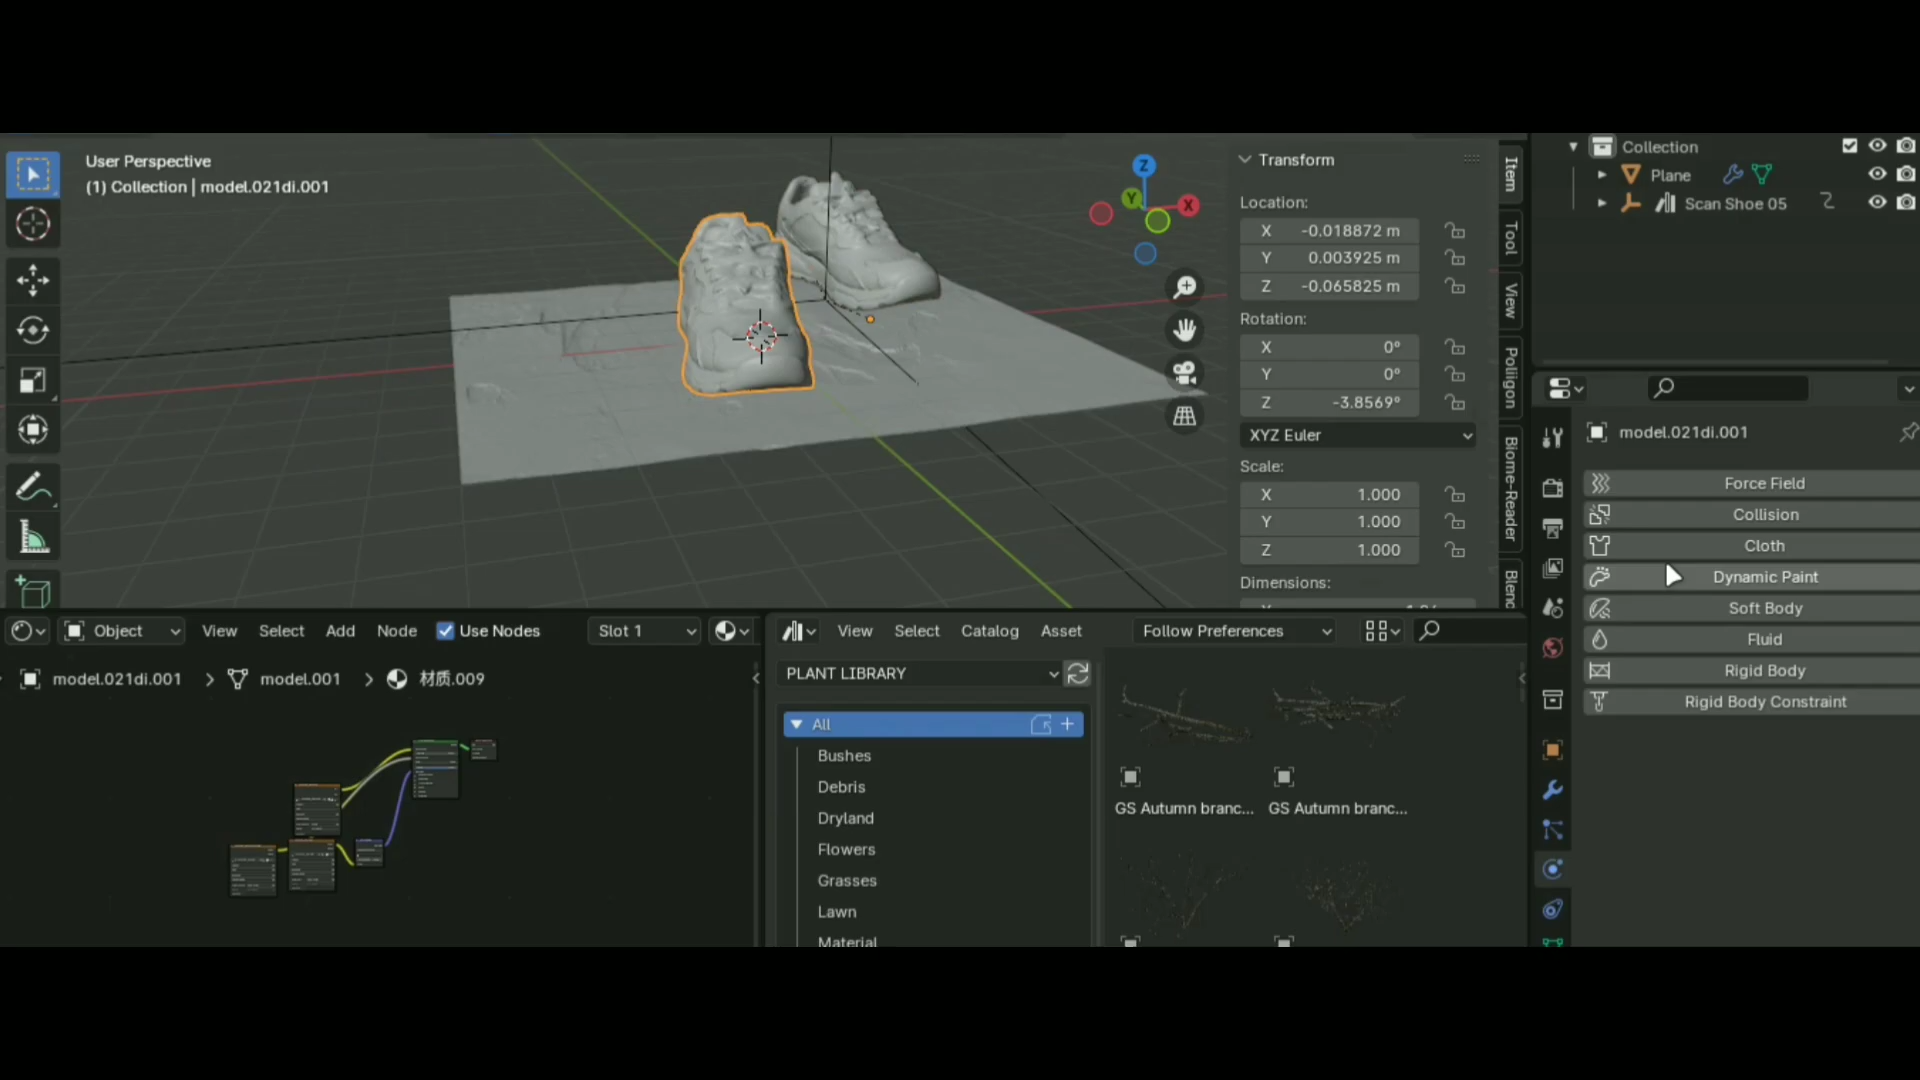 User Perspective
(1) Collection | model.021di.001
Z
Y
X
Transform
Location:
X -0.018872 m
Y 0.003925 m
Z -0.065825 m
Rotation:
X 0°
Y 0°
Z -3.8569°
XYZ Euler
Scale:
X 1.000
Y 1.000
Z 1.000
Dimensions:
Item
Tool
View
Poliigon
Biome-Reader
Collection
Plane
Scan Shoe 05
model.021di.001
Force Field
Collision
Cloth
Dynamic Paint
Soft Body
Fluid
Rigid Body
Rigid Body Constraint
Object View Select Add Node Use Nodes Slot 1
model.021di.001 > model.001 > 材质.009
View Select Catalog Asset Follow Preferences
PLANT LIBRARY
All
Bushes
Debris
Dryland
Flowers
Grasses
Lawn
Material
GS Autumn branc... GS Autumn branc...